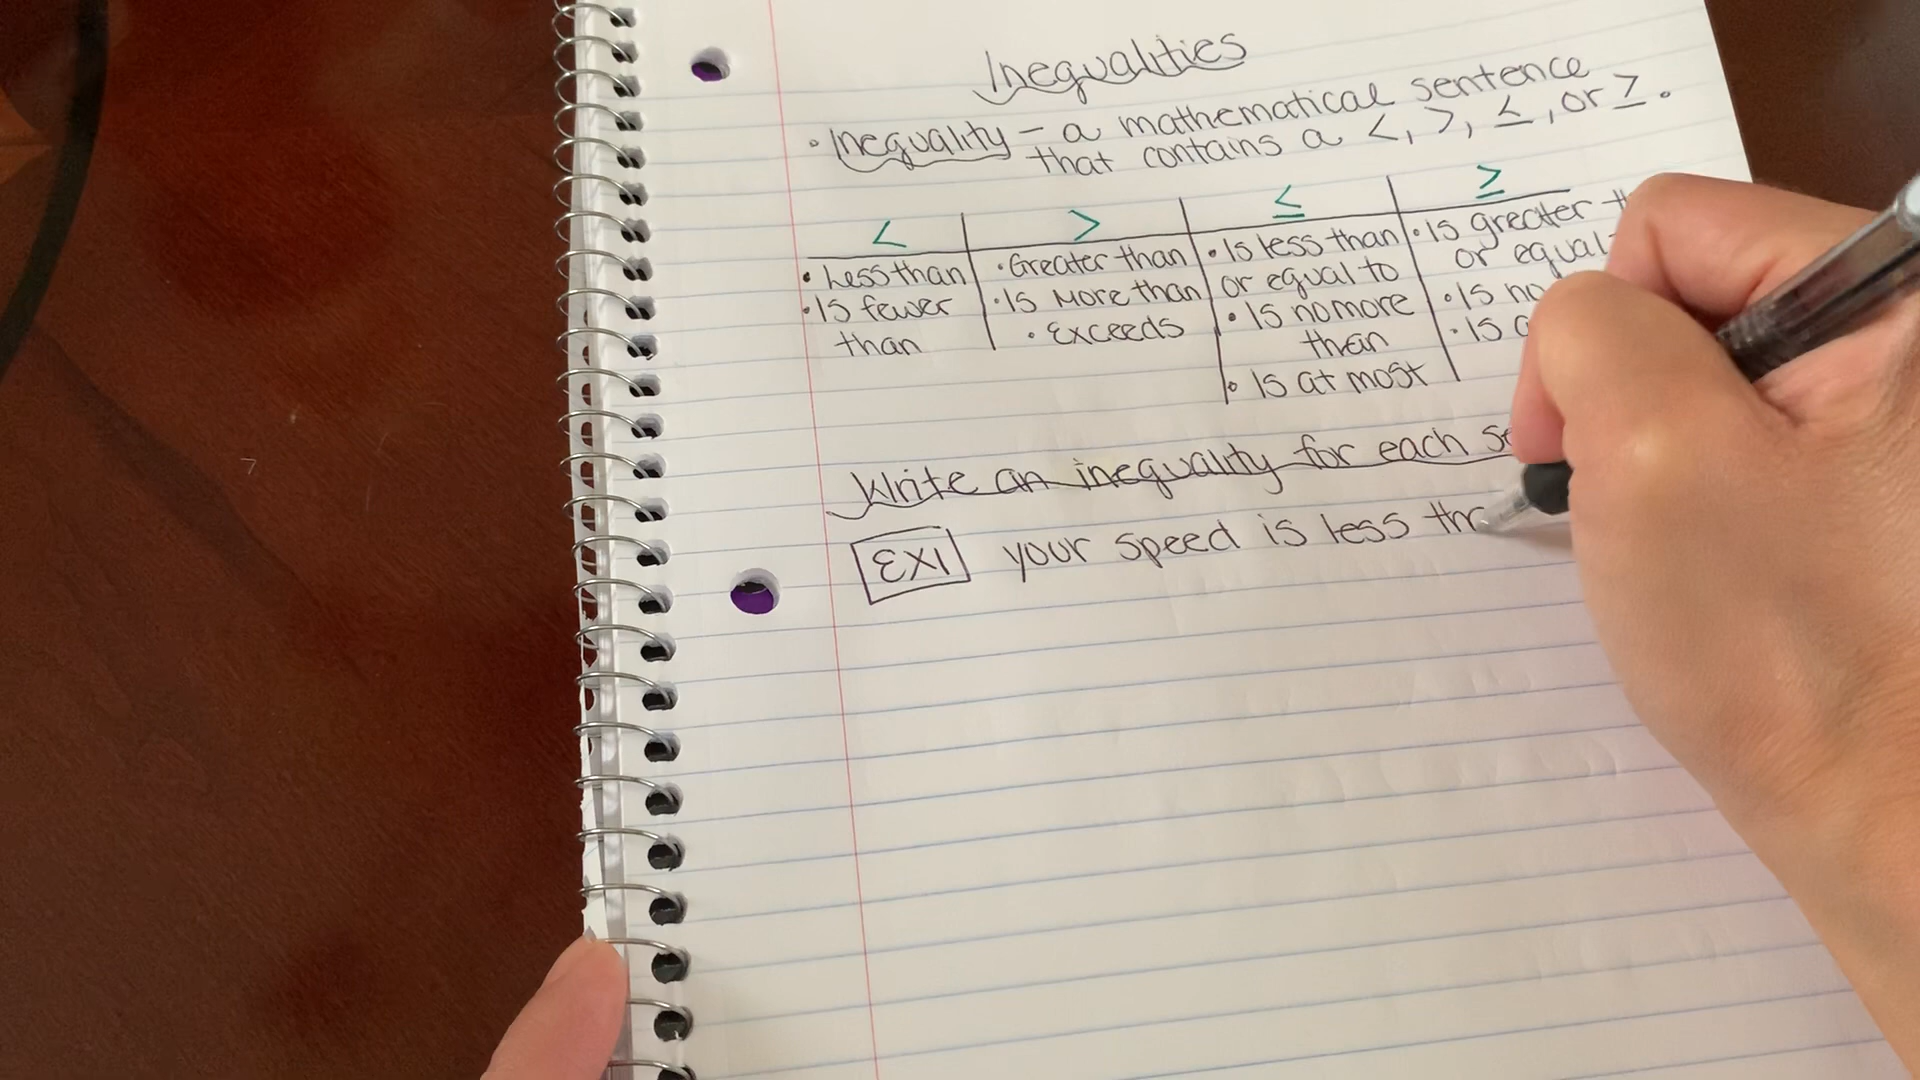 Inequalities
• Inequality - a mathematical sentence
that contains a <, >, ≤, or ≥.
< > ≤ ≥
• Less than
• Is fewer
than
• Greater than
• Is more than
• Exceeds
• Is less than
or equal to
• Is no more
than
• Is at most
• Is greater
or equal
• Is
• Is
Write an inequality for each
EX1 your speed is less